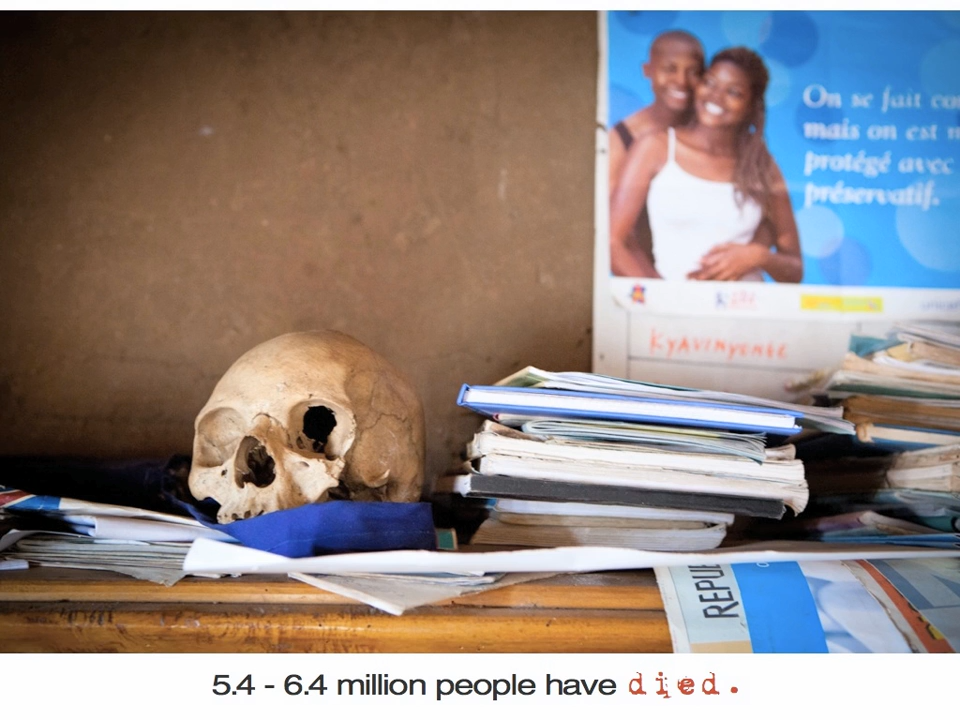 On se fait
mais on est
protégé avec
préservatif.
KYAVINYONGE
REPU
5.4 - 6.4 million people have died.